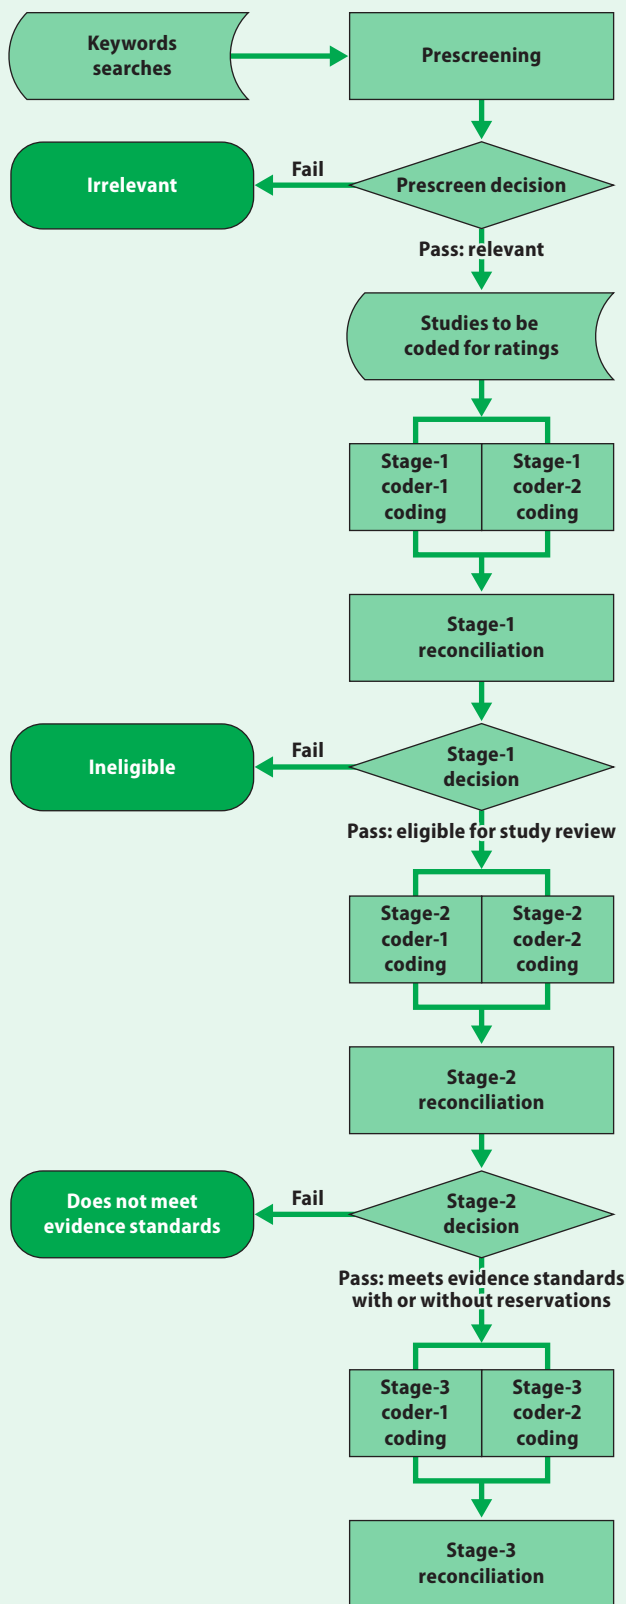 Keywords
searches
Prescreening
Fail
Irrelevant
Prescreen decision
Pass: relevant
Studies to be
coded for ratings
Stage-1
coder-1
coding
Stage-1
coder-2
coding
Stage-1
reconciliation
Fail
Ineligible
Stage-1
decision
Pass: eligible for study review
Stage-2
coder-1
coding
Stage-2
coder-2
coding
Stage-2
reconciliation
Does not meet
evidence standards
Fail
Stage-2
decision
Pass: meets evidence standards
with or without reservations
Stage-3
coder-1
coding
Stage-3
coder-2
coding
Stage-3
reconciliation